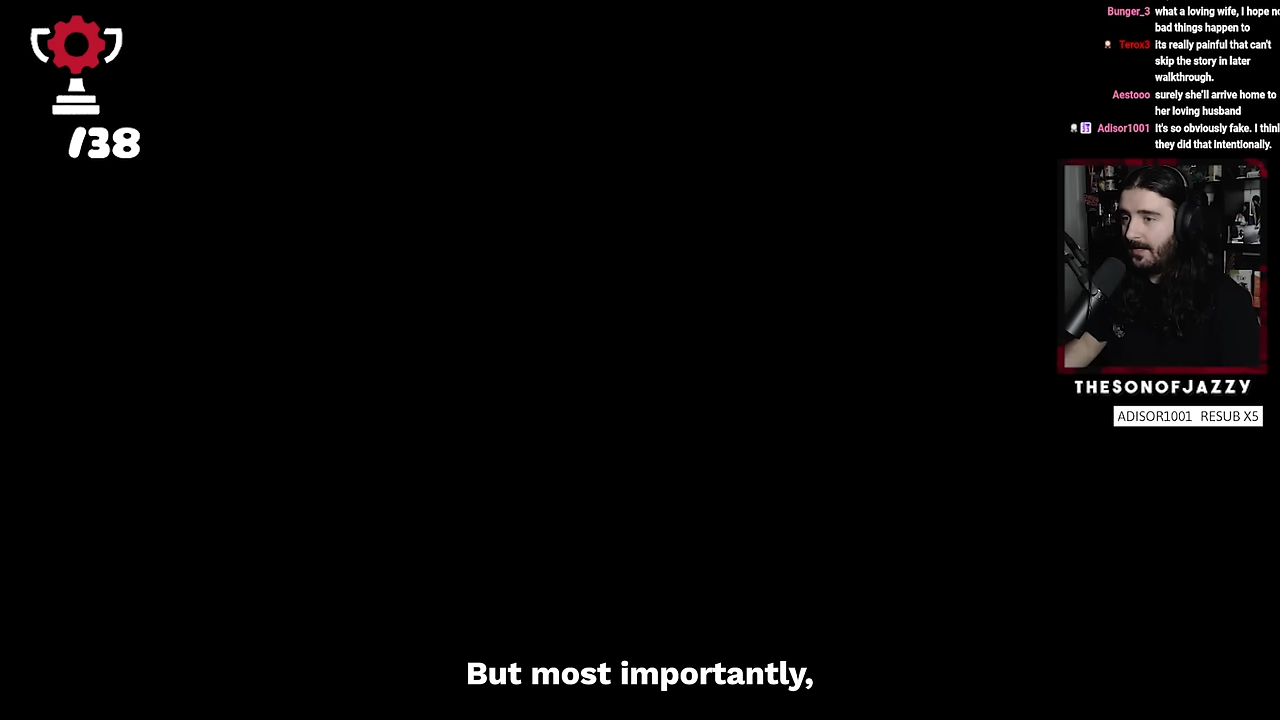 /38
Bunger_3 what a loving wife, I hope no
bad things happen to
Terox3 its really painful that can't
skip the story in later
walkthrough.
Aestooo surely she'll arrive home to
her loving husband
Adisor1001 It's so obviously fake. I thin
they did that intentionally.
THESONOFJAZZY
ADISOR1001 RESUB X5
But most importantly,